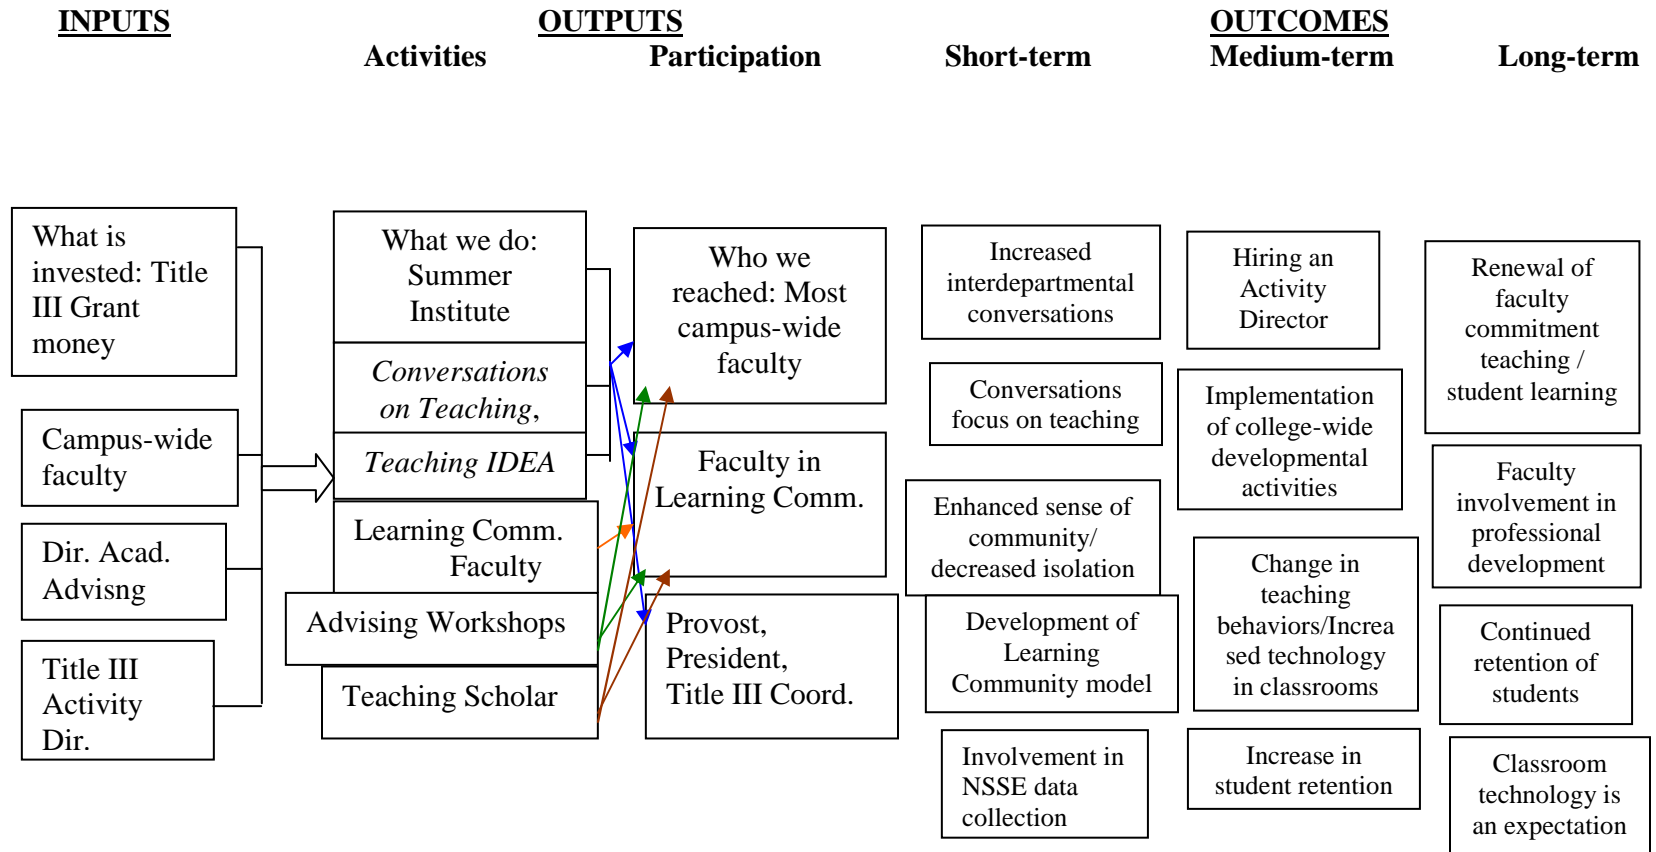 INPUTS
OUTPUTS
OUTCOMES
Activities
Participation
Short-term
Medium-term
Long-term
What is
invested: Title
III Grant
money
Campus-wide
faculty
Dir. Acad.
Advisng
Title III
Activity
Dir.
What we do:
Summer
Institute
Conversations
on Teaching,
Teaching IDEA
Learning Comm.
Faculty
Advising Workshops
Teaching Scholar
Who we
reached: Most
campus-wide
faculty
Faculty in
Learning Comm.
Provost,
President,
Title III Coord.
Increased
interdepartmental
conversations
Conversations
focus on teaching
Enhanced sense of
community/
decreased isolation
Development of
Learning
Community model
Involvement in
NSSE data
collection
Hiring an
Activity
Director
Implementation
of college-wide
developmental
activities
Change in
teaching
behaviors/Increa
sed technology
in classrooms
Increase in
student retention
Renewal of
faculty
commitment
teaching /
student learning
Faculty
involvement in
professional
development
Continued
retention of
students
Classroom
technology is
an expectation